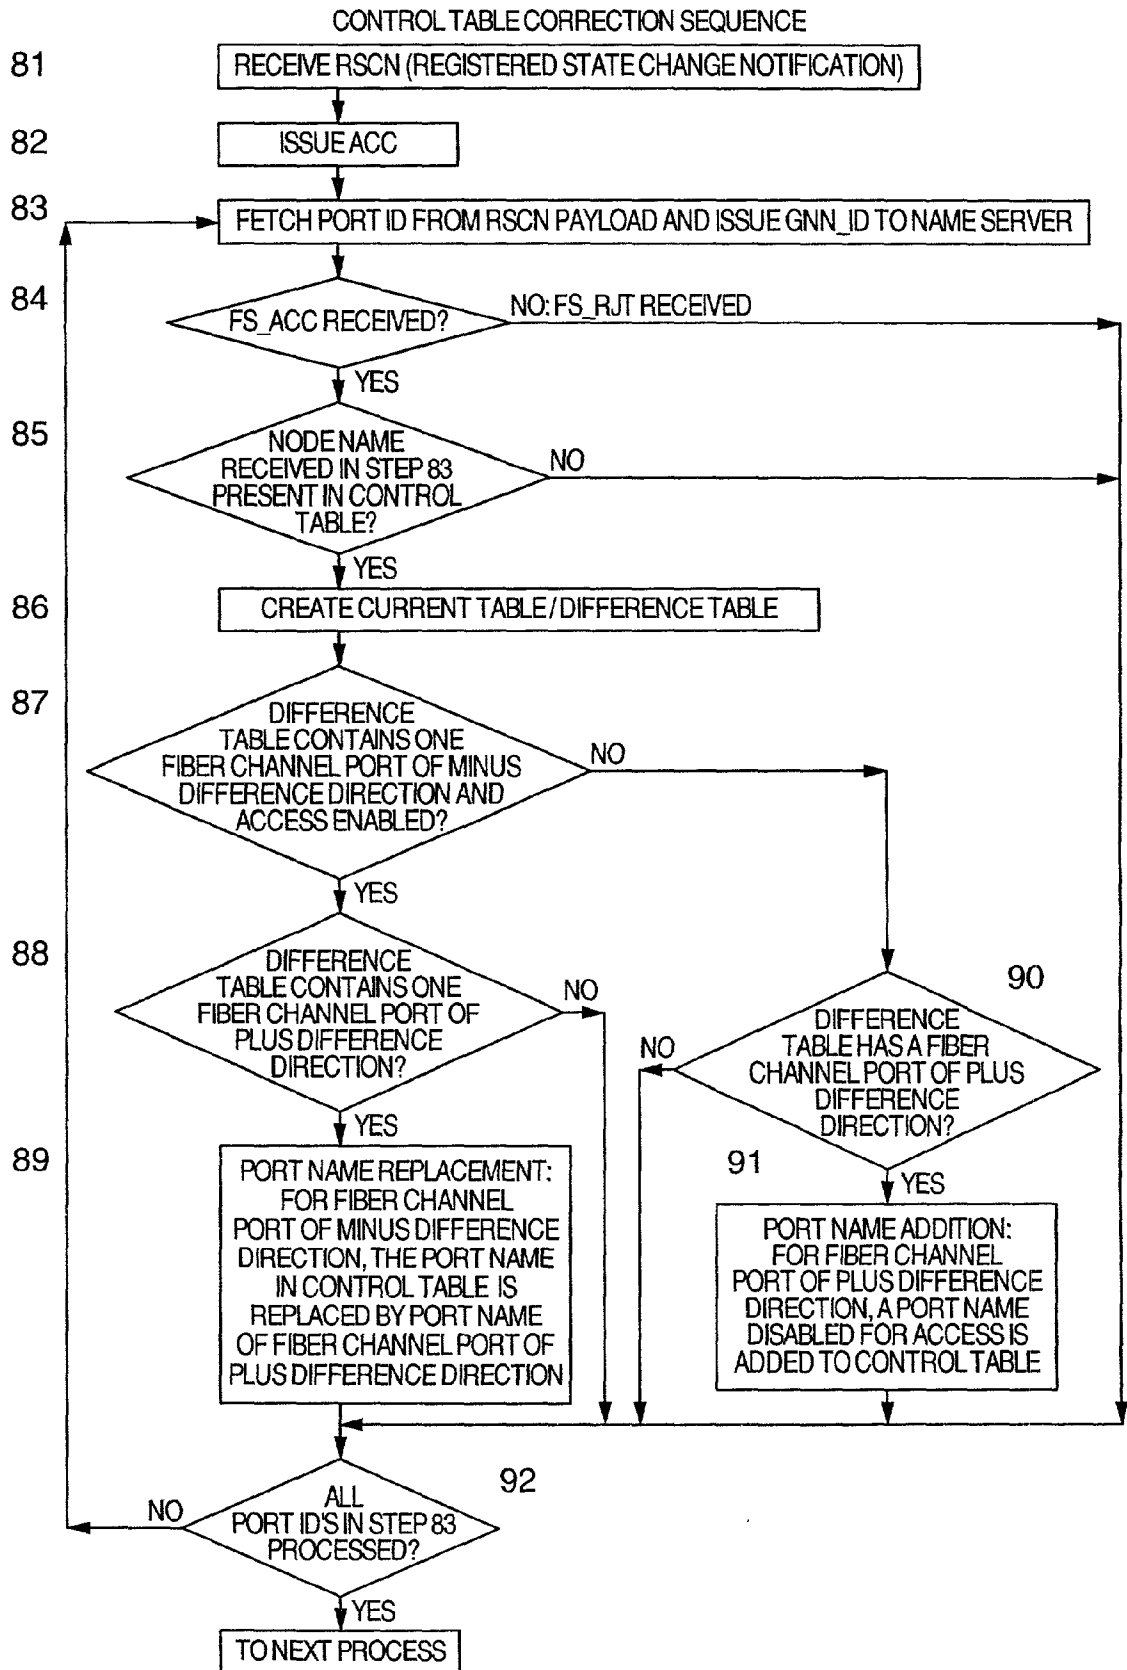 CONTROL TABLE CORRECTION SEQUENCE
81
RECEIVE RSCN (REGISTERED STATE CHANGE NOTIFICATION)
82
ISSUE ACC
83
FETCH PORT ID FROM RSCN PAYLOAD AND ISSUE GNN_ID TO NAME SERVER
84
FS_ACC RECEIVED?
NO: FS_RJT RECEIVED
YES
85
NODE NAME
RECEIVED IN STEP 83
PRESENT IN CONTROL
TABLE?
NO
YES
86
CREATE CURRENT TABLE / DIFFERENCE TABLE
87
DIFFERENCE
TABLE CONTAINS ONE
FIBER CHANNEL PORT OF MINUS
DIFFERENCE DIRECTION AND
ACCESS ENABLED?
NO
YES
88
DIFFERENCE
TABLE CONTAINS ONE
FIBER CHANNEL PORT OF
PLUS DIFFERENCE
DIRECTION?
NO
YES
90
DIFFERENCE
TABLE HAS A FIBER
CHANNEL PORT OF PLUS
DIFFERENCE
DIRECTION?
NO
YES
89
PORT NAME REPLACEMENT:
FOR FIBER CHANNEL
PORT OF MINUS DIFFERENCE
DIRECTION, THE PORT NAME
IN CONTROL TABLE IS
REPLACED BY PORT NAME
OF FIBER CHANNEL PORT OF
PLUS DIFFERENCE DIRECTION
91
PORT NAME ADDITION:
FOR FIBER CHANNEL
PORT OF PLUS DIFFERENCE
DIRECTION, A PORT NAME
DISABLED FOR ACCESS IS
ADDED TO CONTROL TABLE
92
ALL
PORT ID'S IN STEP 83
PROCESSED?
NO
YES
TO NEXT PROCESS